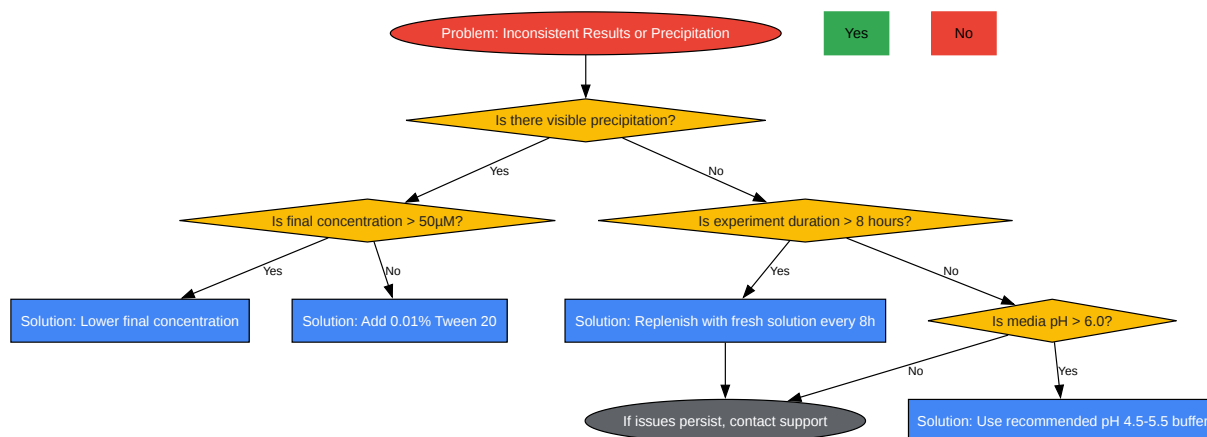 Problem: Inconsistent Results or Precipitation
Yes
No
Is there visible precipitation?
Yes
No
Is final concentration > 50µM?
Is experiment duration > 8 hours?
Yes
No
Yes
No
Solution: Lower final concentration
Solution: Add 0.01% Tween 20
Solution: Replenish with fresh solution every 8h
Is media pH > 6.0?
No
Yes
If issues persist, contact support
Solution: Use recommended pH 4.5-5.5 buffer